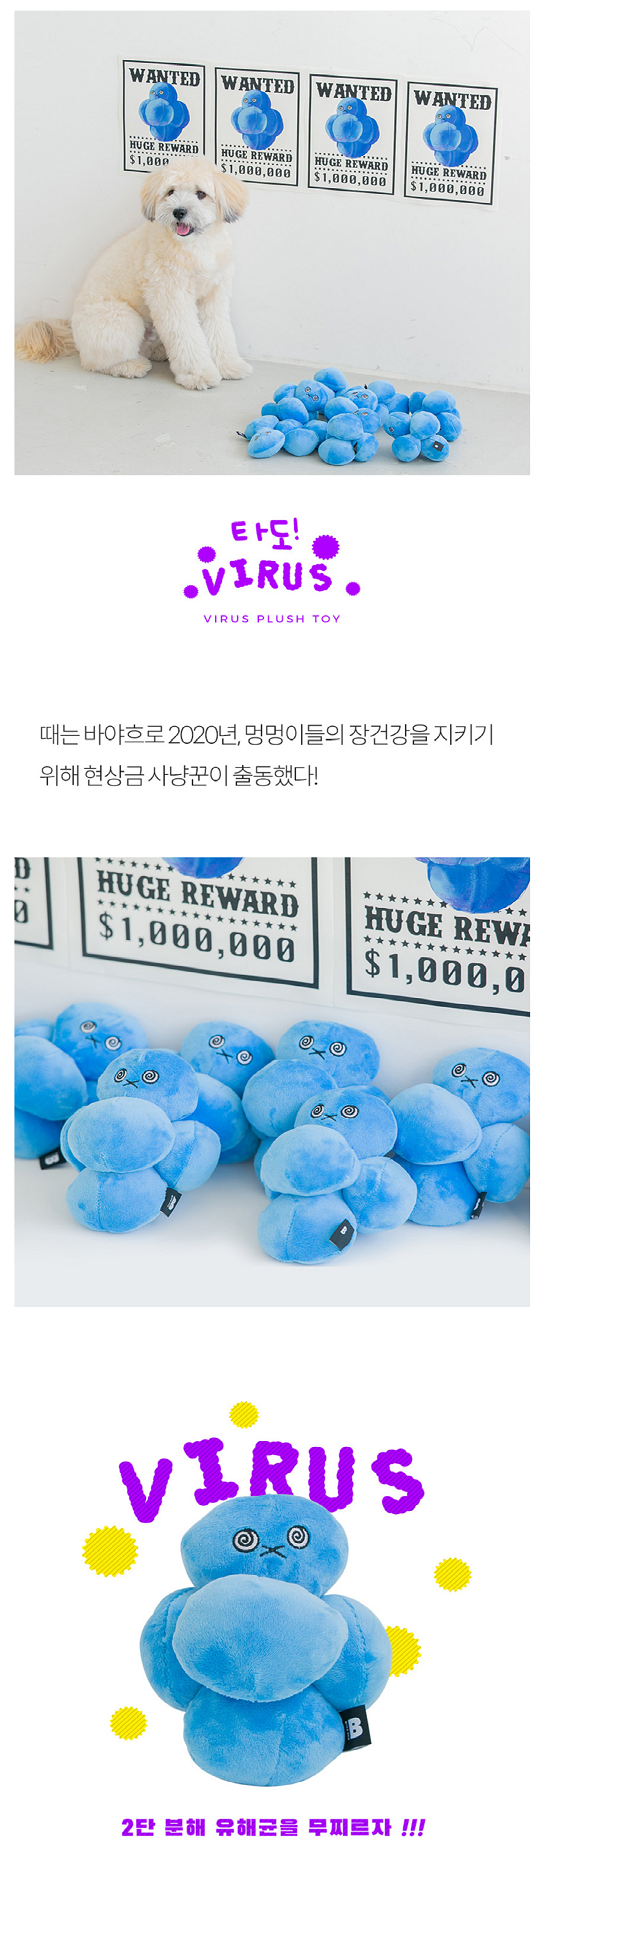 WANTED
HUGE REWARD
$1,000
WANTED
HUGE REWARD
$1,000,000
WANTED
HUGE REWARD
$1,000,000
WANTED
HUGE REWARD
$1,000,000
타도!
VIRUS
VIRUS PLUSH TOY
때는 바야흐로 2020년, 멍멍이들의 장건강을 지키기
위해 현상금 사냥꾼이 출동했다!
D
0
HUGE REWARD
$1,000,000
HUGE REWA
$1,000,0
B
B
VIRUS
B
2단 분해 유해균을 무찌르자 !!!